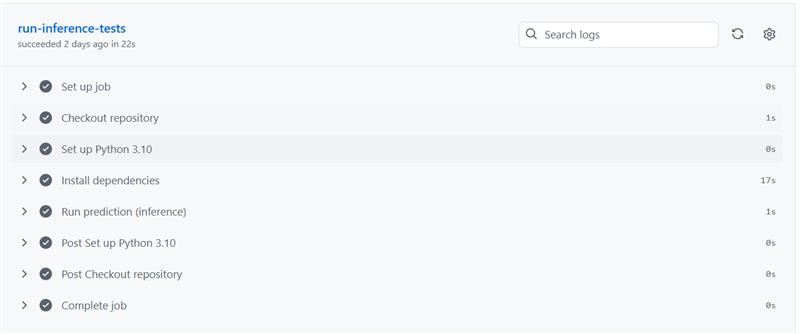 run-inference-tests
succeeded 2 days ago in 22s
Search logs
Set up job 0s
Checkout repository 1s
Set up Python 3.10 0s
Install dependencies 17s
Run prediction (inference) 1s
Post Set up Python 3.10 0s
Post Checkout repository 0s
Complete job 0s